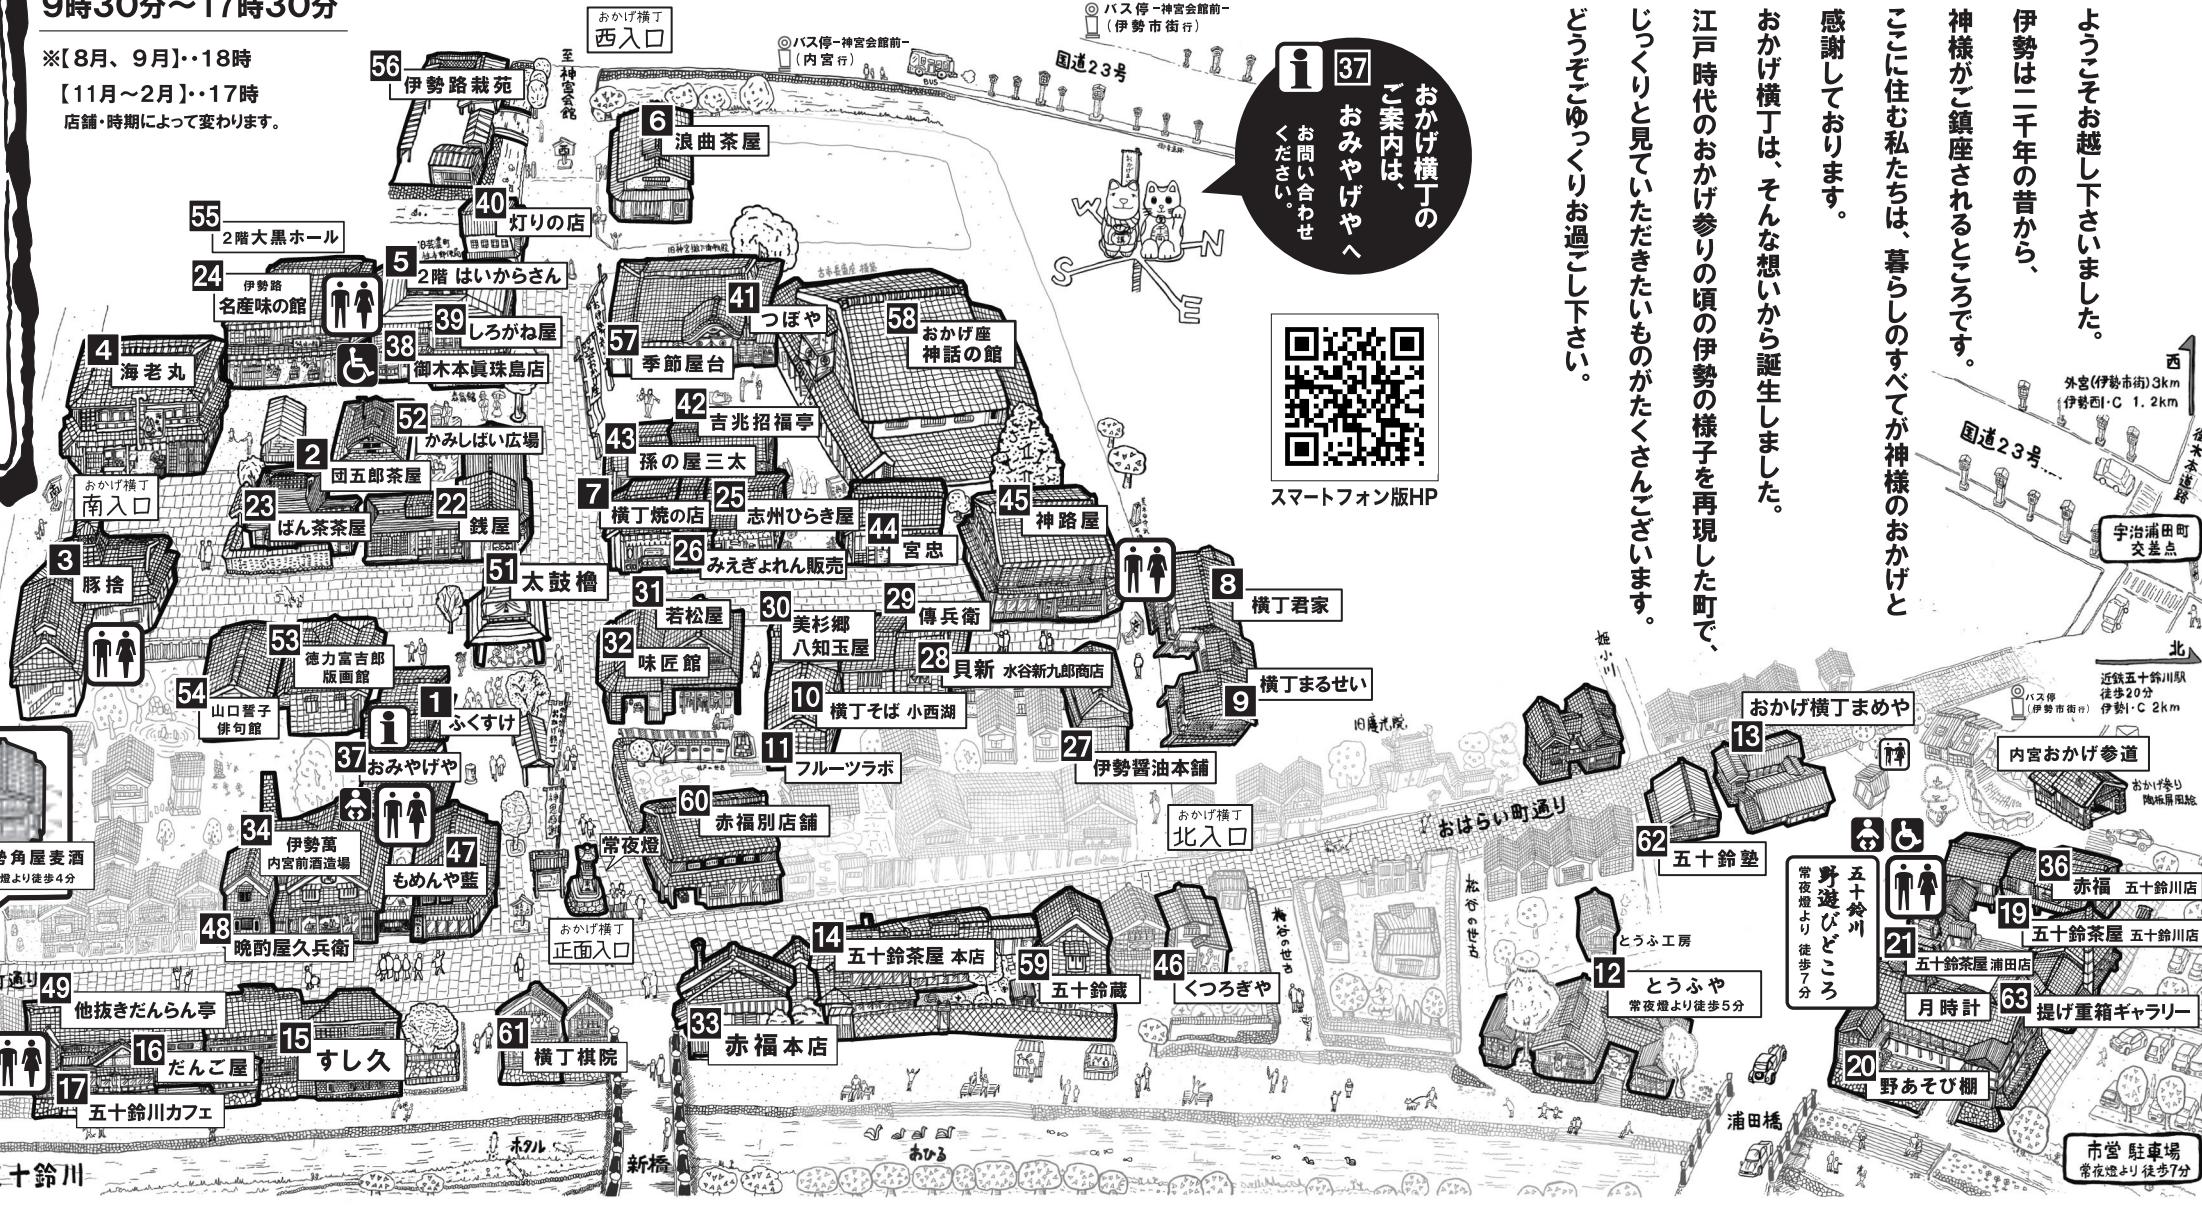 9時30分〜17時30分
※【8月、9月】‥18時
【11月〜2月】‥17時
店舗・時期によって変わります。
ようこそお越し下さいました。
伊勢は二千年の昔から、
神様がご鎮座されるところです。
ここに住む私たちは、暮らしのすべてが神様のおかげと
感謝しております。
おかげ横丁は、そんな想いから誕生しました。
江戸時代のおかげ参りの頃の伊勢の様子を再現した町で、
じっくりと見ていただきたいものがたくさんございます。
どうぞごゆっくりお過ごし下さい。
おかげ横丁の
ご案内は、
37 おみやげやへ
お問い合わせ
ください。
スマートフォン版HP
W
N
S
E
おかげ横丁
西入口
バス停-神宮会館前-
(内宮行)
バス停-神宮会館前-
(伊勢市街行)
BUS
国道23号
至神宮会館
56 伊勢路栽苑
6 浪曲茶屋
40 灯りの店
55 2階大黒ホール
24 伊勢路
名産味の館
5 2階 はいからさん
39 しろがね屋
38 御木本眞珠島店
4 海老丸
52 かみしばい広場
2 団五郎茶屋
23 ばん茶茶屋
22 銭屋
おかげ横丁
南入口
3 豚捨
51 太鼓櫓
41 つぼや
57 季節屋台
58 おかげ座
神話の館
42 吉兆招福亭
43 孫の屋三太
7 横丁焼の店
25 志州ひらき屋
26 みえぎょれん販売
44 宮忠
45 神路屋
8 横丁君家
9 横丁まるせい
31 若松屋
32 味匠館
30 美杉郷
八知玉屋
29 傳兵衛
28 貝新 水谷新九郎商店
10 横丁そば 小西湖
11 フルーツラボ
27 伊勢醤油本舗
53 徳力富吉郎
版画館
54 山口誓子
俳句館
1 ふくすけ
37 おみやげや
34 伊勢萬
内宮前酒造場
47 もめんや藍
48 晩酌屋久兵衛
60 赤福別店舗
常夜燈
おかげ横丁
正面入口
おかげ横丁
北入口
おはらい町通り
旧慶光院
角屋麦酒
燈より徒歩4分
町通り
49 他抜きだんらん亭
15 すし久
16 だんご屋
17 五十鈴川カフェ
61 横丁棋院
33 赤福本店
14 五十鈴茶屋 本店
59 五十鈴蔵
46 くつろぎや
とうふ工房
12 とうふや
常夜燈より徒歩5分
13 おかげ横丁まめや
62 五十鈴塾
五十鈴川
野遊びどころ
常夜燈より 徒歩7分
内宮おかげ参道
おかげ参り
陶板屏風絵
36 赤福 五十鈴川店
19 五十鈴茶屋 五十鈴川店
21 五十鈴茶屋 浦田店
月時計
63 提げ重箱ギャラリー
20 野あそび棚
市営 駐車場
常夜燈より徒歩7分
浦田橋
新橋
ホタル
あひる
十鈴川
西
外宮(伊勢市街)3km
伊勢西I・C 1.2km
国道23号
宇治浦田町
交差点
北
近鉄五十鈴川駅
徒歩20分
伊勢I・C 2km
バス停
(伊勢市街行)